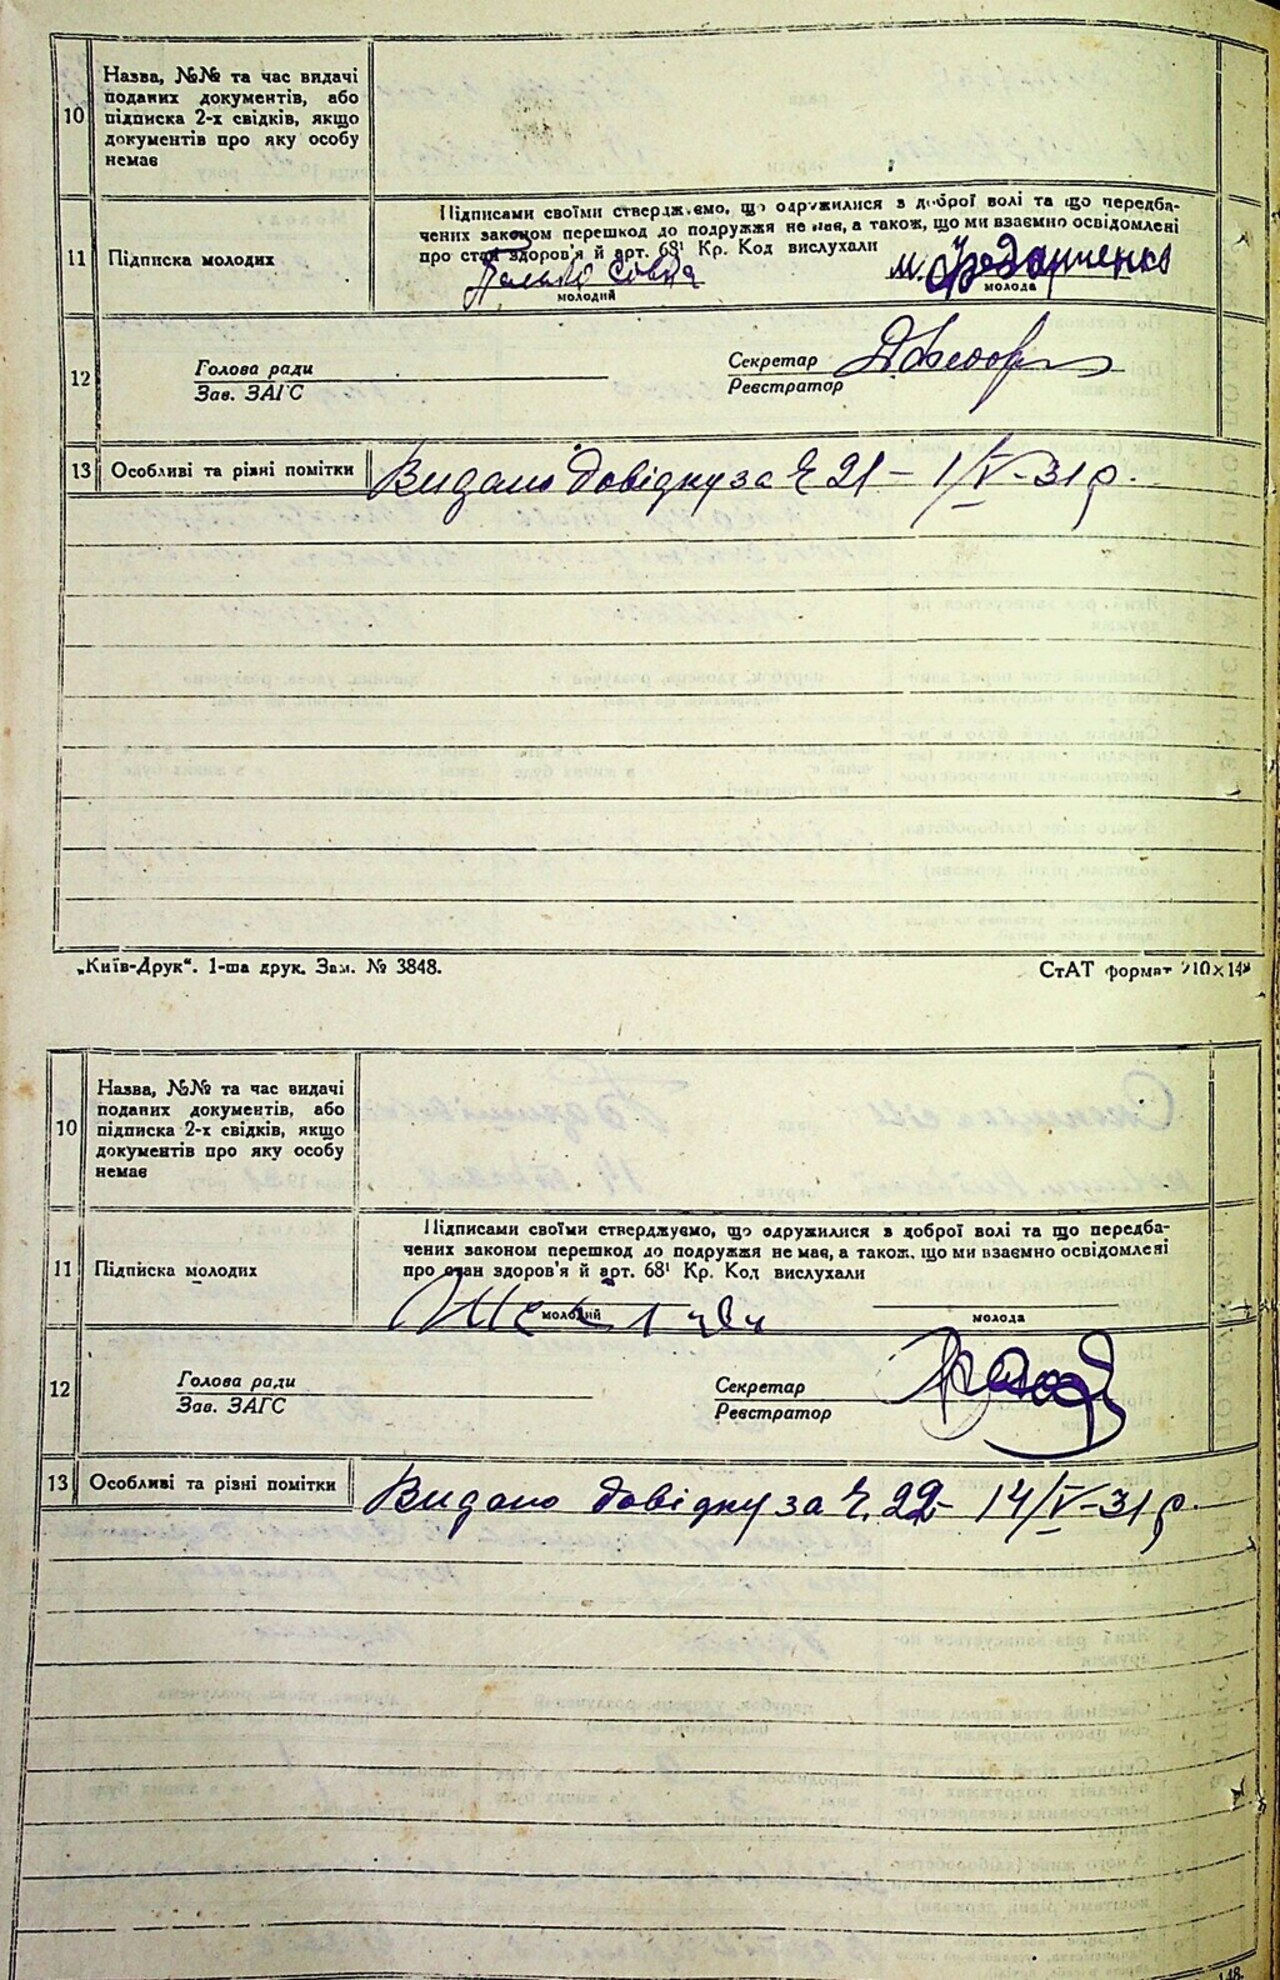 10
Назва, №№ та час видачі
поданих документів, або
підписка 2-х свідків, якщо
документів про яку особу
немає
11
Підписка молодих
Підписами своїми стверджуємо, що одружилися з доброї волі та що передба-
чених законом перешкод до подружжя не має, а також, що ми взаємно освідомлені
про стан здоров'я й арт. 68¹ Кр. Код вислухали
молодий
молода
12
Голова ради
Зав. ЗАГС
Секретар
Реєстратор
13 Особливі та різні помітки
Видано довідку за Ч 21 – 1/V-31 р.
„Київ-Друк“. 1-ша друк. Зам. № 3848.
СтАТ формат 210×14
10
Назва, №№ та час видачі
поданих документів, або
підписка 2-х свідків, якщо
документів про яку особу
немає
11
Підписка молодих
Підписами своїми стверджуємо, що одружилися в доброї волі та що передба-
чених законом перешкод до подружжя не має, а також, що ми взаємно освідомлені
про стан здоров'я й арт. 68¹ Кр. Код вислухали
молодий
молода
12
Голова ради
Зав. ЗАГС
Секретар
Реєстратор
13 Особливі та різні помітки
Видано довідку за Ч. 22- 14/V-31 р.